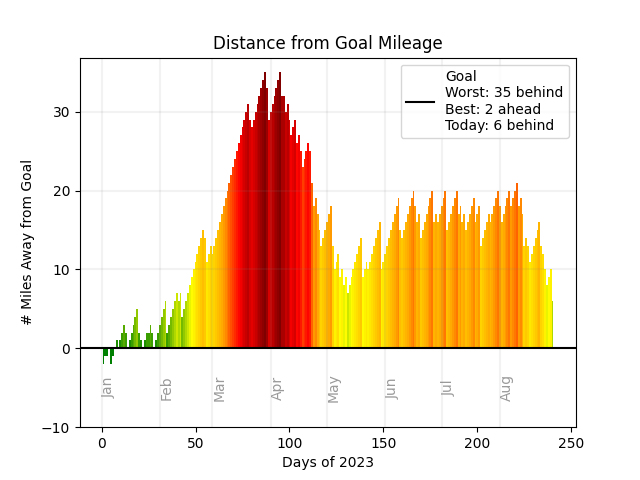 Distance from Goal Mileage
Goal
Worst: 35 behind
Best: 2 ahead
Today: 6 behind
# Miles Away from Goal
30
20
10
0
−10
Jan
Feb
Mar
Apr
May
Jun
Jul
Aug
0
50
100
150
200
250
Days of 2023